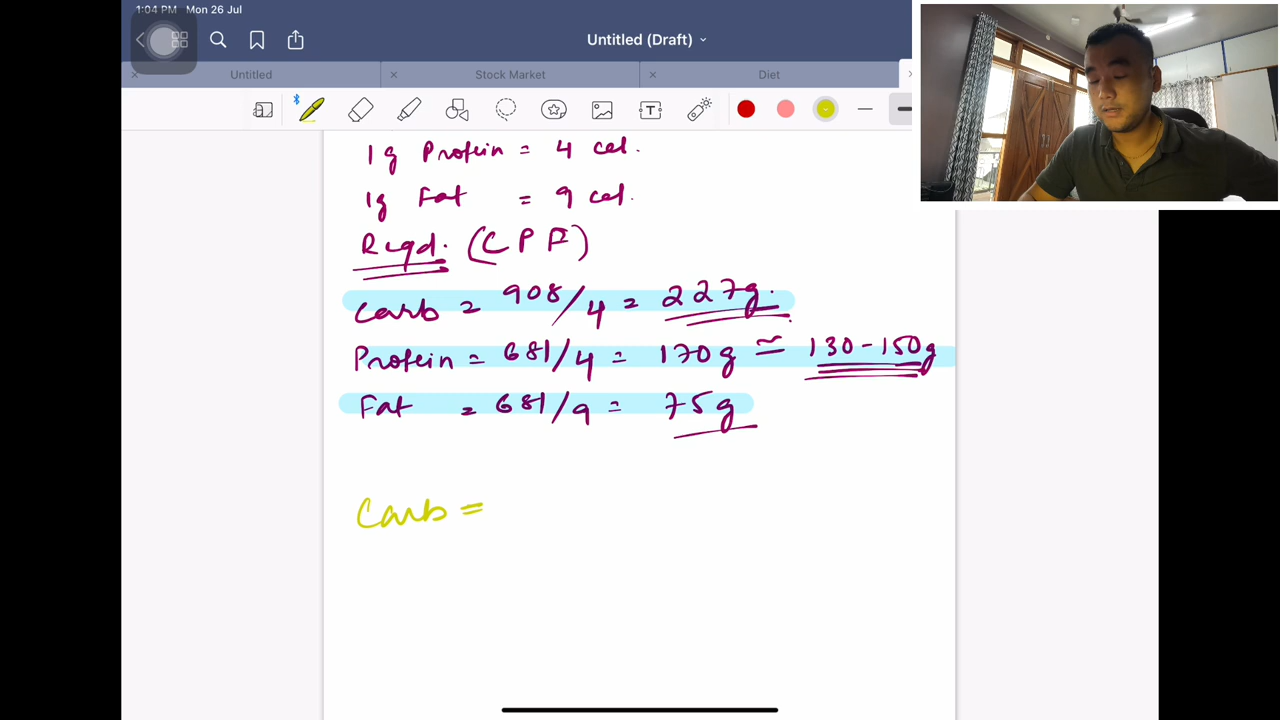 1:04 PM Mon 26 Jul
Untitled (Draft)
Untitled Stock Market Diet
1g Protein = 4 cal.
1g Fat = 9 cal.
Reqd. (C P F)
Carb = 908/4 = 227g.
Protein = 681/4 = 170g ≃ 130-150g
Fat = 681/9 = 75g
Carb =